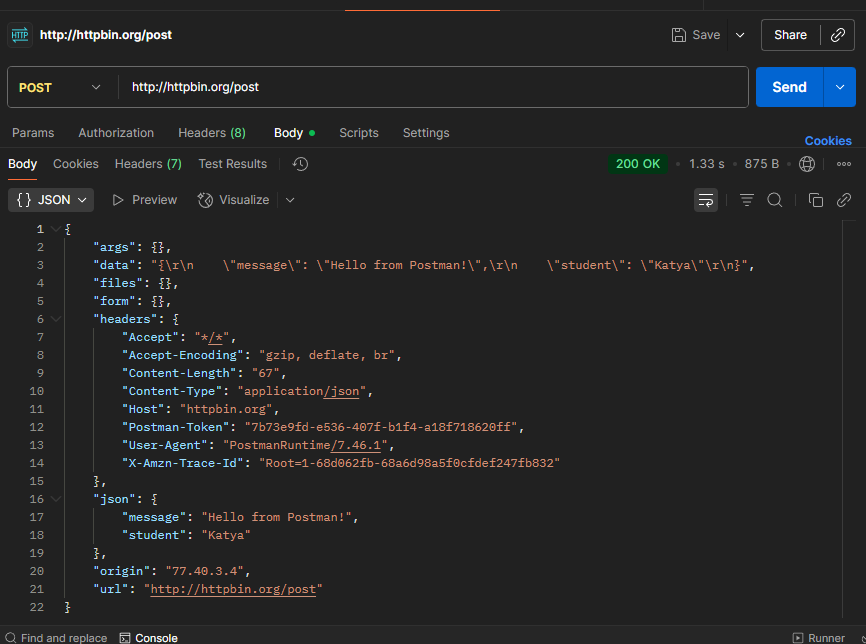 HTTP http://httpbin.org/post Save Share
POST http://httpbin.org/post Send
Params Authorization Headers (8) Body Scripts Settings
Cookies
Body Cookies Headers (7) Test Results 200 OK • 1.33 s • 875 B •
{} JSON Preview Visualize
1 {
2 "args": {},
3 "data": "{\r\n    \"message\": \"Hello from Postman!\",\r\n    \"student\": \"Katya\"\r\n}",
4 "files": {},
5 "form": {},
6 "headers": {
7 "Accept": "*/*",
8 "Accept-Encoding": "gzip, deflate, br",
9 "Content-Length": "67",
10 "Content-Type": "application/json",
11 "Host": "httpbin.org",
12 "Postman-Token": "7b73e9fd-e536-407f-b1f4-a18f718620ff",
13 "User-Agent": "PostmanRuntime/7.46.1",
14 "X-Amzn-Trace-Id": "Root=1-68d062fb-68a6d98a5f0cfdef247fb832"
15 },
16 "json": {
17 "message": "Hello from Postman!",
18 "student": "Katya"
19 },
20 "origin": "77.40.3.4",
21 "url": "http://httpbin.org/post"
22 }
Find and replace Console Runner